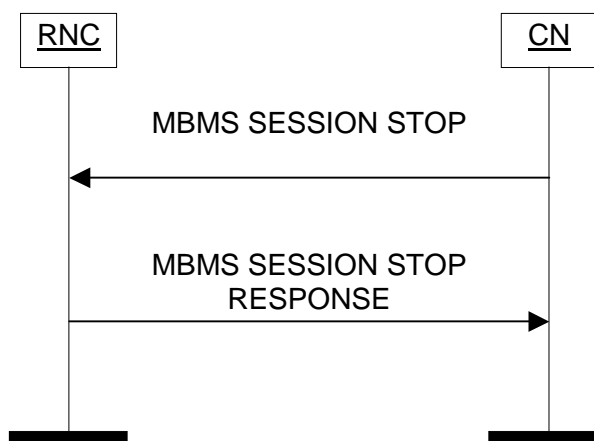 RNC
CN
MBMS SESSION STOP
MBMS SESSION STOP
RESPONSE